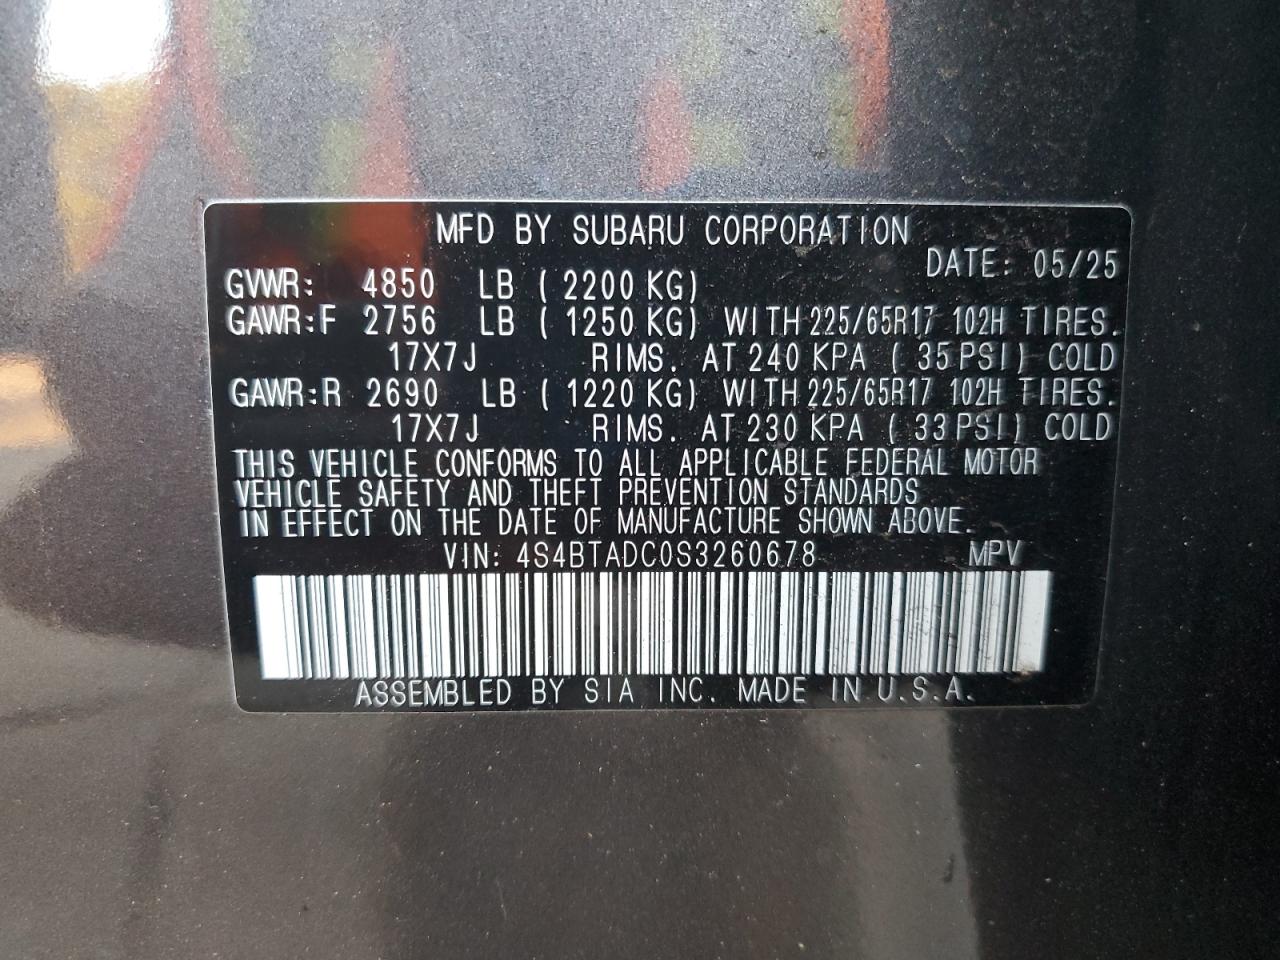 MFD BY SUBARU CORPORATION
DATE: 05/25
GVWR: 4850 LB ( 2200 KG)
GAWR:F 2756 LB ( 1250 KG) WITH 225/65R17 102H TIRES.
17X7J RIMS. AT 240 KPA ( 35 PSI) COLD
GAWR:R 2690 LB ( 1220 KG) WITH 225/65R17 102H TIRES.
17X7J RIMS. AT 230 KPA ( 33 PSI) COLD
THIS VEHICLE CONFORMS TO ALL APPLICABLE FEDERAL MOTOR
VEHICLE SAFETY AND THEFT PREVENTION STANDARDS
IN EFFECT ON THE DATE OF MANUFACTURE SHOWN ABOVE.
VIN: 4S4BTADC0S3260678 MPV
ASSEMBLED BY SIA INC. MADE IN U.S.A.